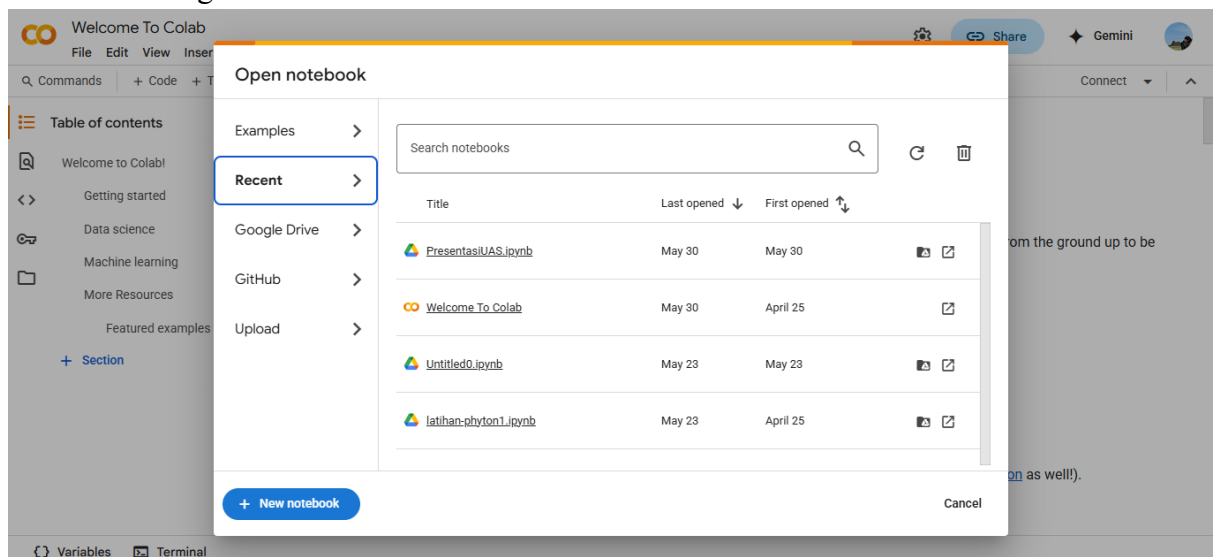 Welcome To Colab
File Edit View Inser
Share
Gemini
Commands + Code + T
Connect
Open notebook
Table of contents
Welcome to Colab!
Getting started
Data science
Machine learning
More Resources
Featured examples
+ Section
Examples
Recent
Google Drive
GitHub
Upload
Search notebooks
Title Last opened First opened
PresentasiUAS.ipynb May 30 May 30
Welcome To Colab May 30 April 25
Untitled0.ipynb May 23 May 23
latihan-phyton1.ipynb May 23 April 25
om the ground up to be
on as well!).
+ New notebook
Cancel
Variables Terminal